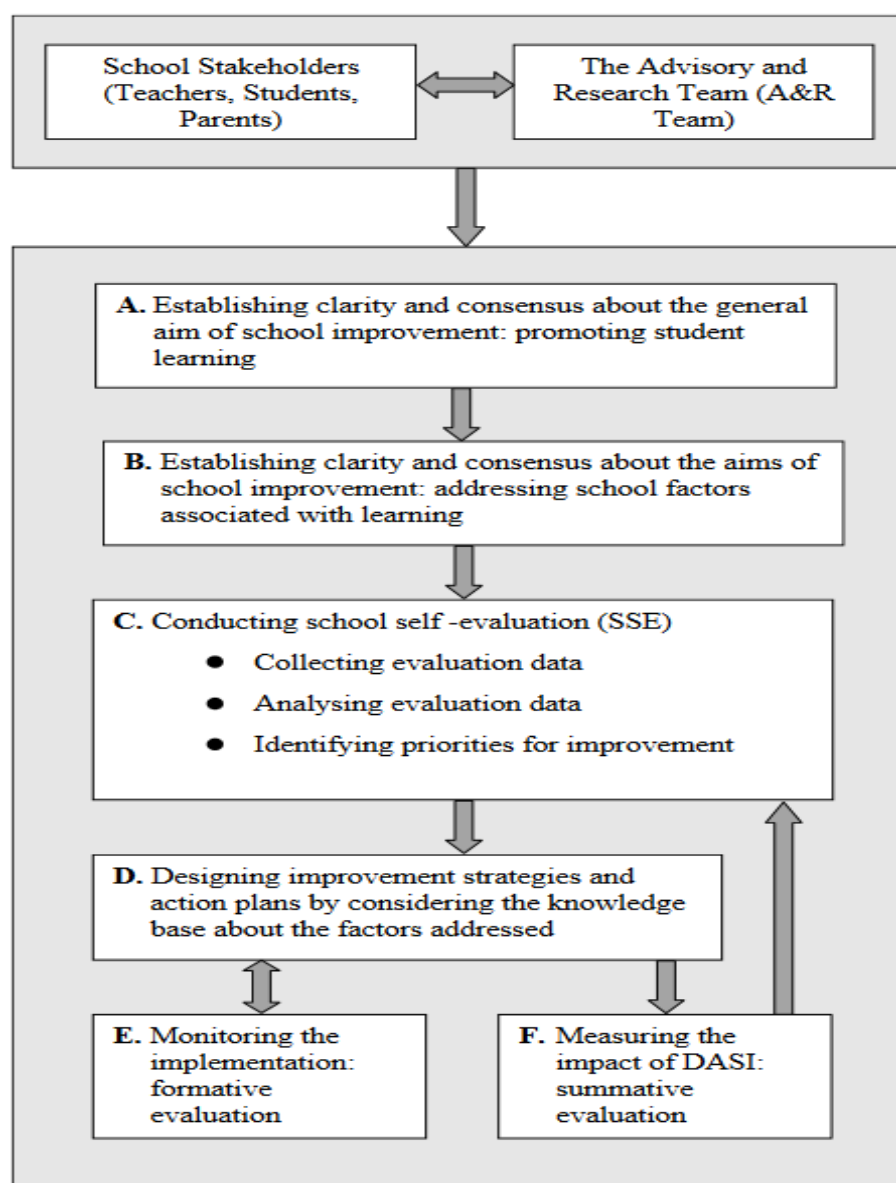 School Stakeholders
(Teachers, Students,
Parents)
The Advisory and
Research Team (A&R
Team)
A. Establishing clarity and consensus about the general
aim of school improvement: promoting student
learning
B. Establishing clarity and consensus about the aims of
school improvement: addressing school factors
associated with learning
C. Conducting school self -evaluation (SSE)
● Collecting evaluation data
● Analysing evaluation data
● Identifying priorities for improvement
D. Designing improvement strategies and
action plans by considering the knowledge
base about the factors addressed
E. Monitoring the
implementation:
formative
evaluation
F. Measuring the
impact of DASI:
summative
evaluation